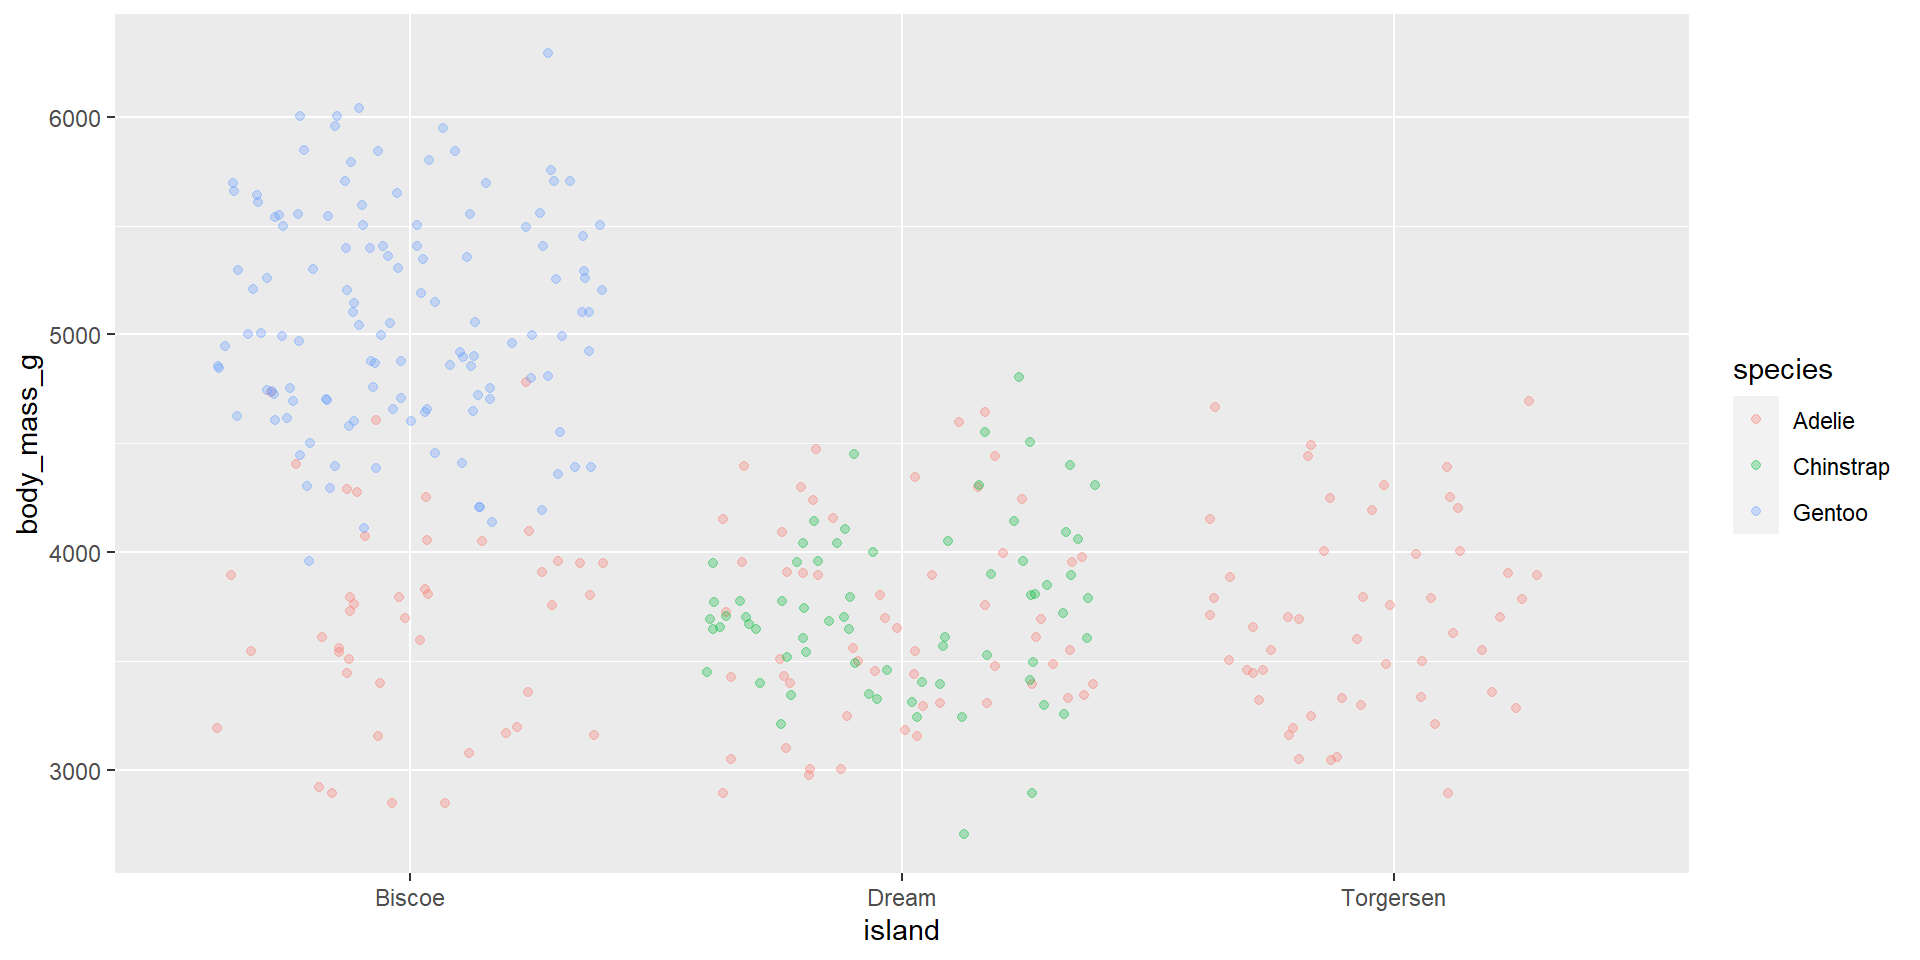 6000
5000
4000
3000
body_mass_g
Biscoe
Dream
Torgersen
island
species
Adelie
Chinstrap
Gentoo